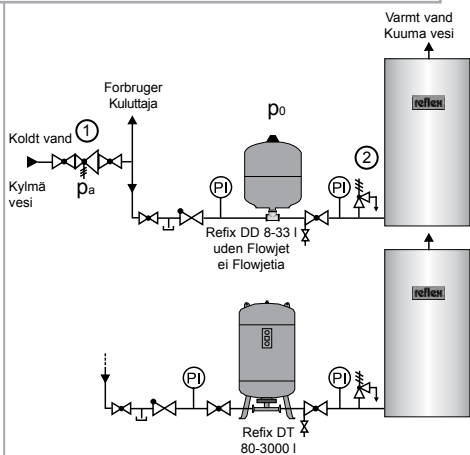 Varmt vand
Kuuma vesi
Forbruger
Kuluttaja
reflex
p0
Koldt vand
1
2
PI
PI
Kylmä
vesi
pa
Refix DD 8-33 l
uden Flowjet
ei Flowjetia
reflex
PI
PI
Refix DT
80-3000 l